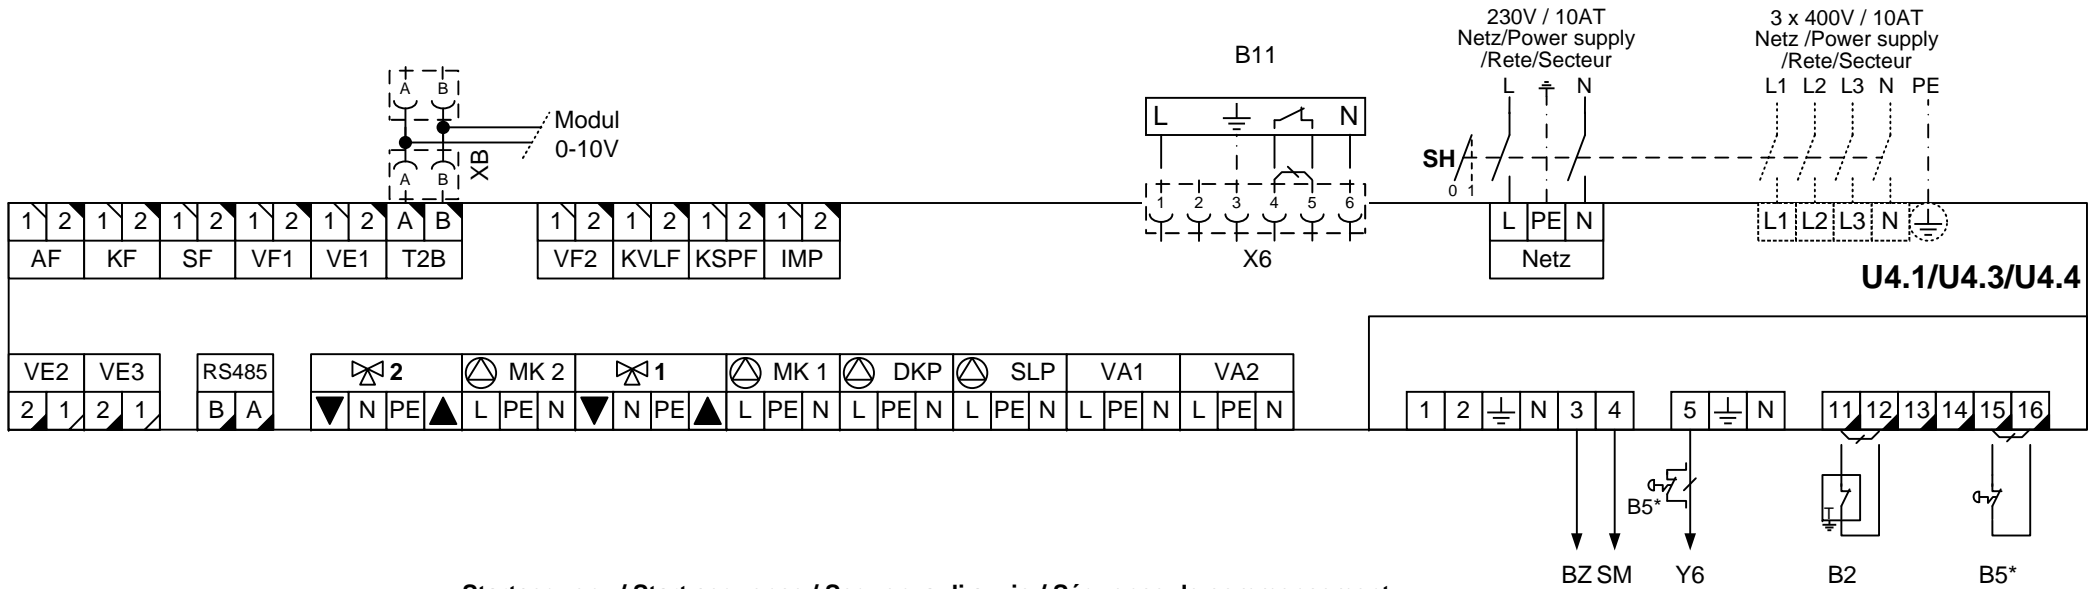 230V / 10AT
Netz/Power supply
/Rete/Secteur
L N
3 x 400V / 10AT
Netz /Power supply
/Rete/Secteur
L1 L2 L3 N PE
B11
L N
A B
Modul
0-10V
XB
A B
SH
0 1
1 2 3 4 5 6
X6
1 2 1 2 1 2 1 2 1 2 A B
AF KF SF VF1 VE1 T2B
1 2 1 2 1 2 1 2
VF2 KVLF KSPF IMP
L PE N
Netz
L1 L2 L3 N
U4.1/U4.3/U4.4
VE2 VE3 RS485 2 MK 2 1 MK 1 DKP SLP VA1 VA2
2 1 2 1 B A N PE L PE N N PE L PE N L PE N L PE N L PE N L PE N
1 2 N 3 4 5 N 11 12 13 14 15 16
B5*
T
BZ SM Y6 B2 B5*